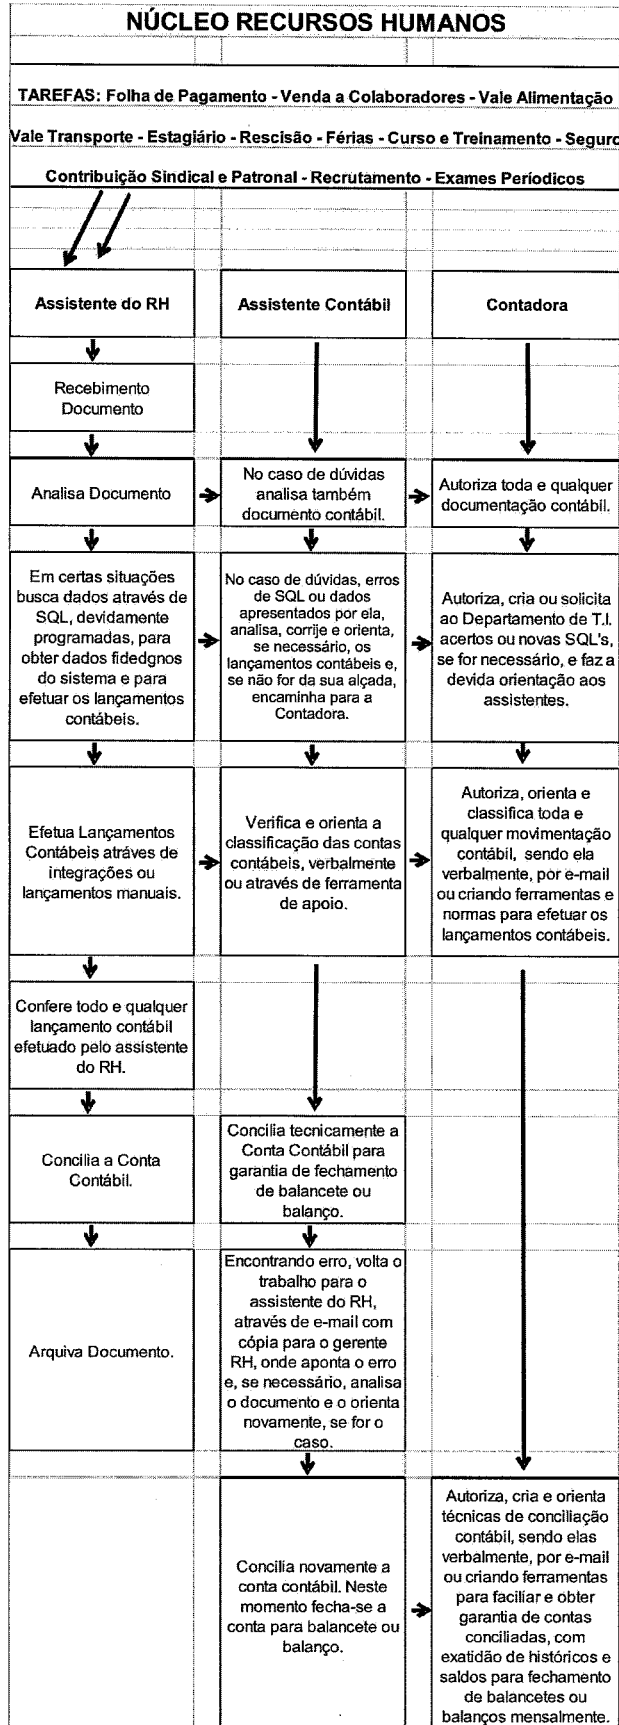 NÚCLEO RECURSOS HUMANOS
TAREFAS: Folha de Pagamento - Venda a Colaboradores - Vale Alimentação
Vale Transporte - Estagiário - Rescisão - Férias - Curso e Treinamento - Seguro
Contribuição Sindical e Patronal - Recrutamento - Exames Periódicos
Assistente do RH
Assistente Contábil
Contadora
Recebimento
Documento
Analisa Documento
No caso de dúvidas
analisa também
documento contábil.
Autoriza toda e qualquer
documentação contábil.
Em certas situações
busca dados através de
SQL, devidamente
programadas, para
obter dados fidedgnos
do sistema e para
efetuar os lançamentos
contábeis.
No caso de dúvidas, erros
de SQL ou dados
apresentados por ela,
analisa, corrije e orienta,
se necessário, os
lançamentos contábeis e,
se não for da sua alçada,
encaminha para a
Contadora.
Autoriza, cria ou solicita
ao Departamento de T.I.
acertos ou novas SQL's,
se for necessário, e faz a
devida orientação aos
assistentes.
Efetua Lançamentos
Contábeis atráves de
integrações ou
lançamentos manuais.
Verifica e orienta a
classificação das contas
contábeis, verbalmente
ou através de ferramenta
de apoio.
Autoriza, orienta e
classifica toda e
qualquer movimentação
contábil, sendo ela
verbalmente, por e-mail
ou criando ferramentas e
normas para efetuar os
lançamentos contábeis.
Confere todo e qualquer
lançamento contábil
efetuado pelo assistente
do RH.
Concilia a Conta
Contábil.
Concilia tecnicamente a
Conta Contábil para
garantia de fechamento
de balancete ou
balanço.
Arquiva Documento.
Encontrando erro, volta o
trabalho para o
assistente do RH,
através de e-mail com
cópia para o gerente
RH, onde aponta o erro
e, se necessário, analisa
o documento e o orienta
novamente, se for o
caso.
Concilia novamente a
conta contábil. Neste
momento fecha-se a
conta para balancete ou
balanço.
Autoriza, cria e orienta
técnicas de conciliação
contábil, sendo elas
verbalmente, por e-mail
ou criando ferramentas
para faciliar e obter
garantia de contas
conciliadas, com
exatidão de históricos e
saldos para fechamento
de balancetes ou
balanços mensalmente.